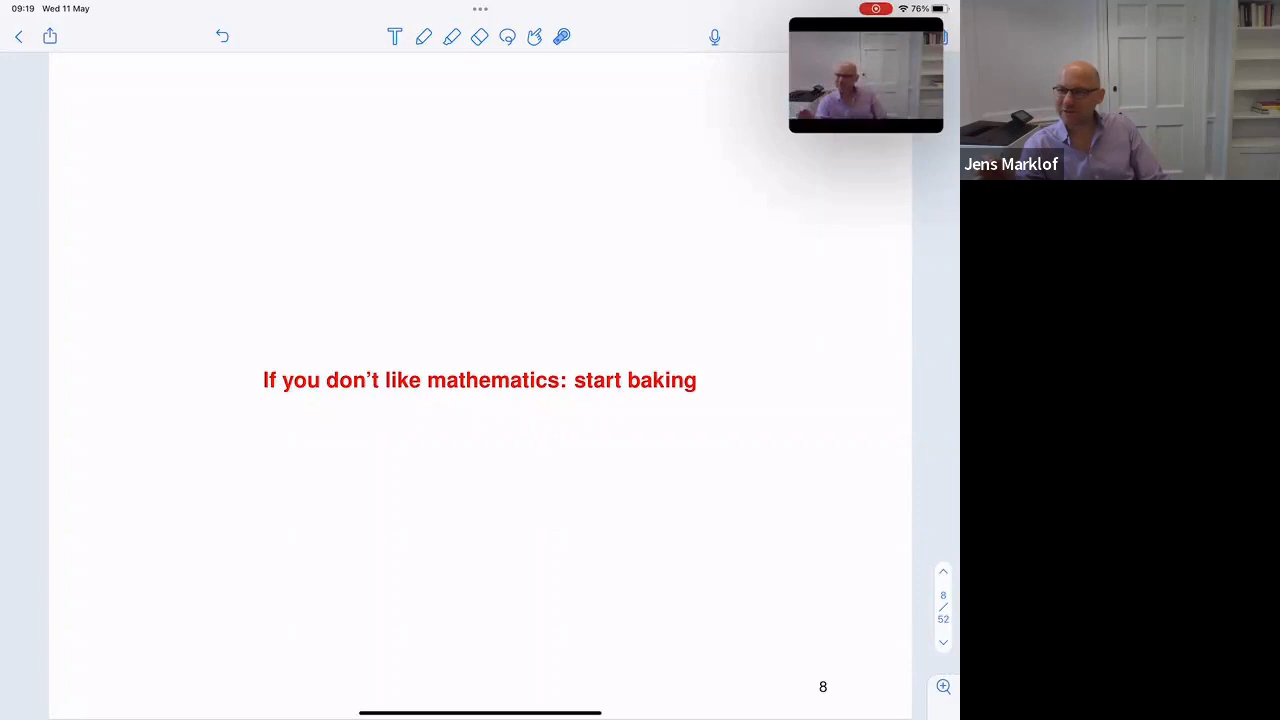 09:19 Wed 11 May
76%
T
Jens Marklof
If you don't like mathematics: start baking
8
52
8